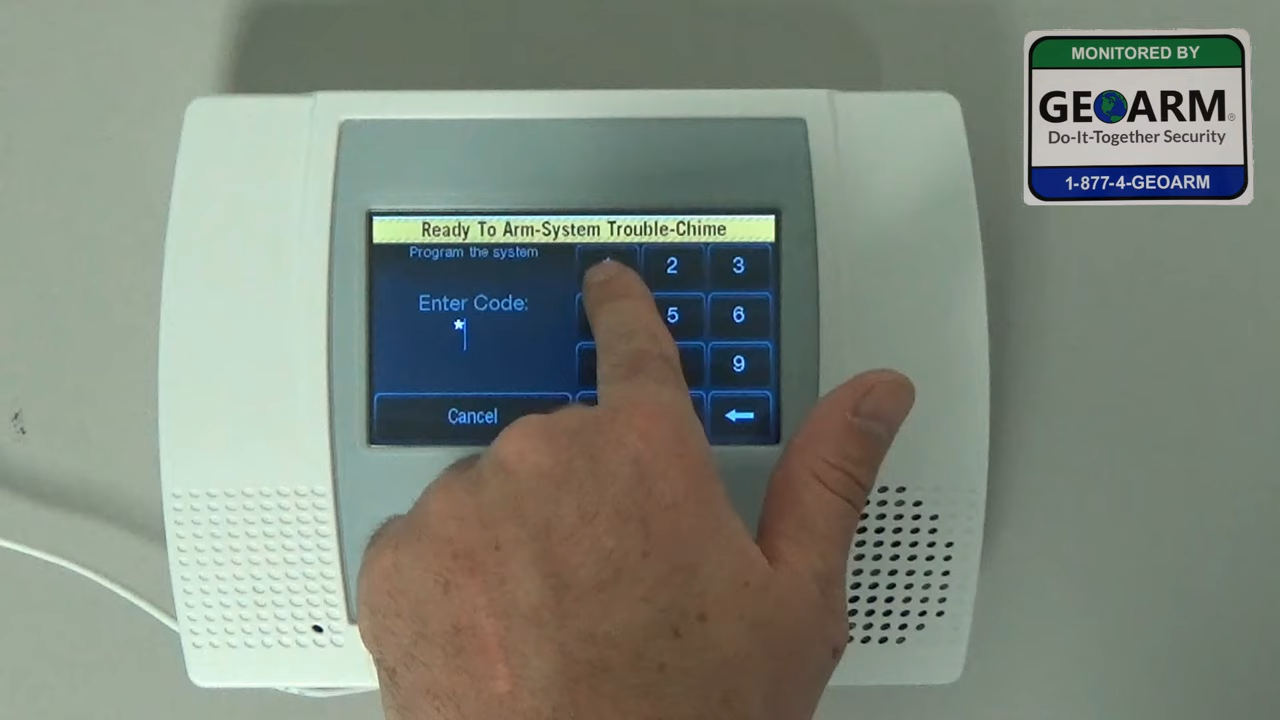 MONITORED BY
GEOARM®
Do-It-Together Security
1-877-4-GEOARM
Ready To Arm-System Trouble-Chime
Program the system
Enter Code:
*
2 3
5 6
9
Cancel